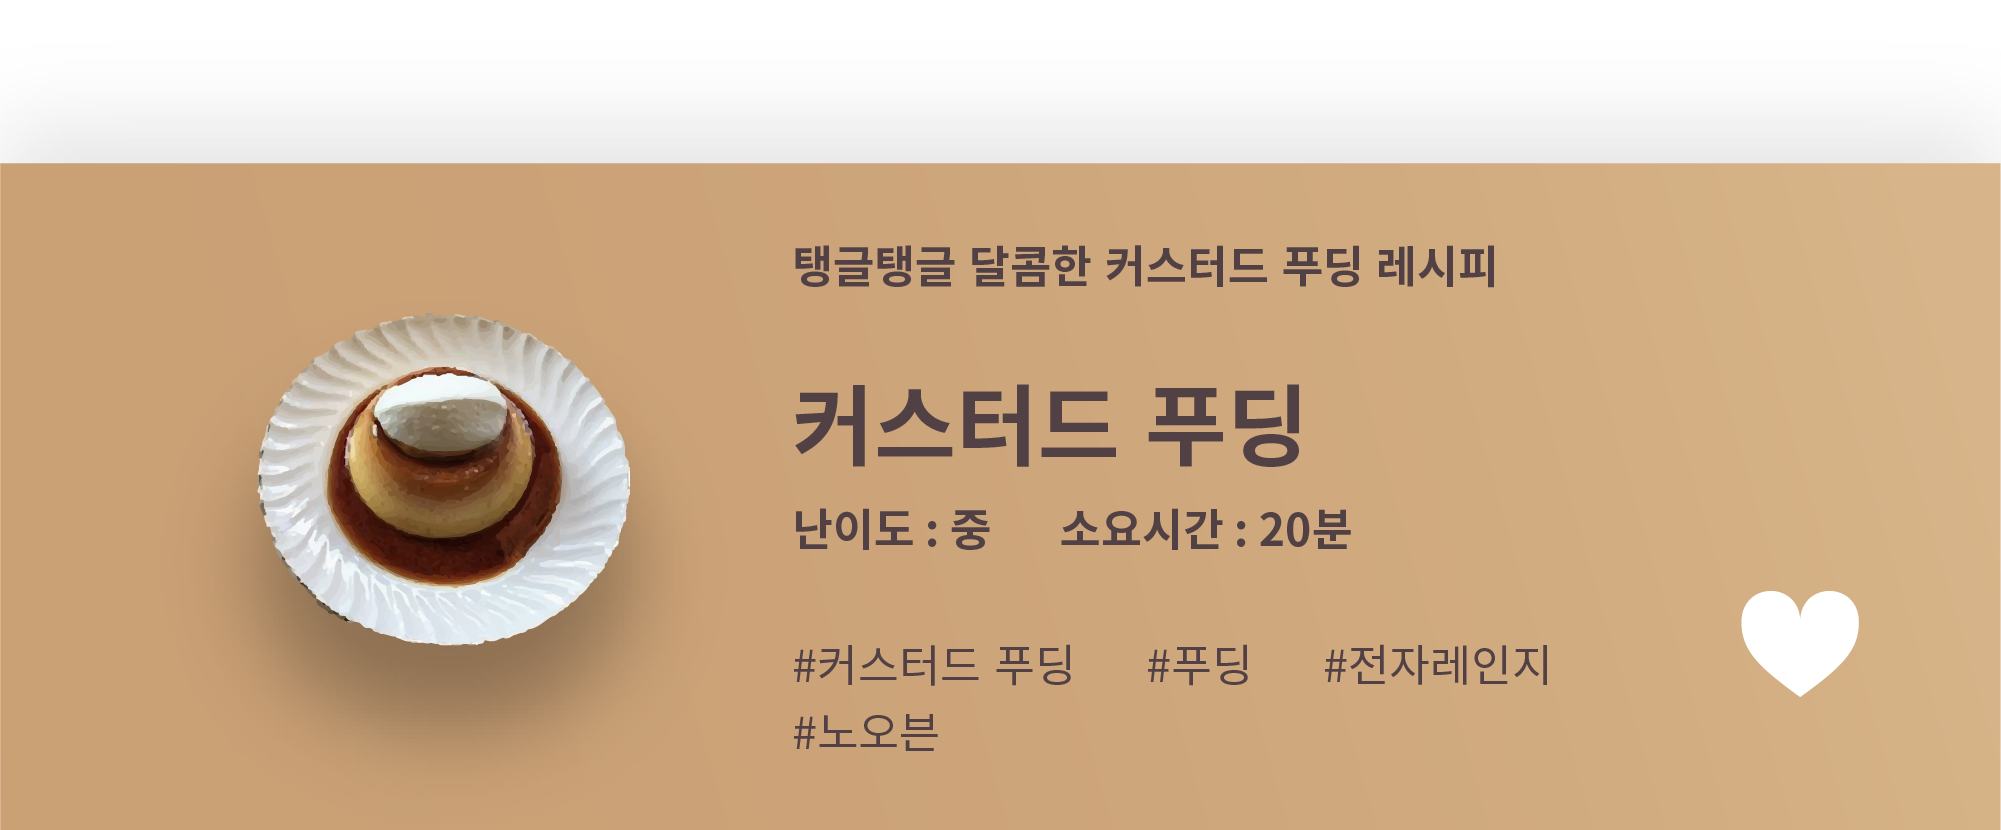 탱글탱글 달콤한 커스터드 푸딩 레시피
커스터드 푸딩
난이도 : 중 소요시간 : 20분
#커스터드 푸딩 #푸딩 #전자레인지
#노오븐